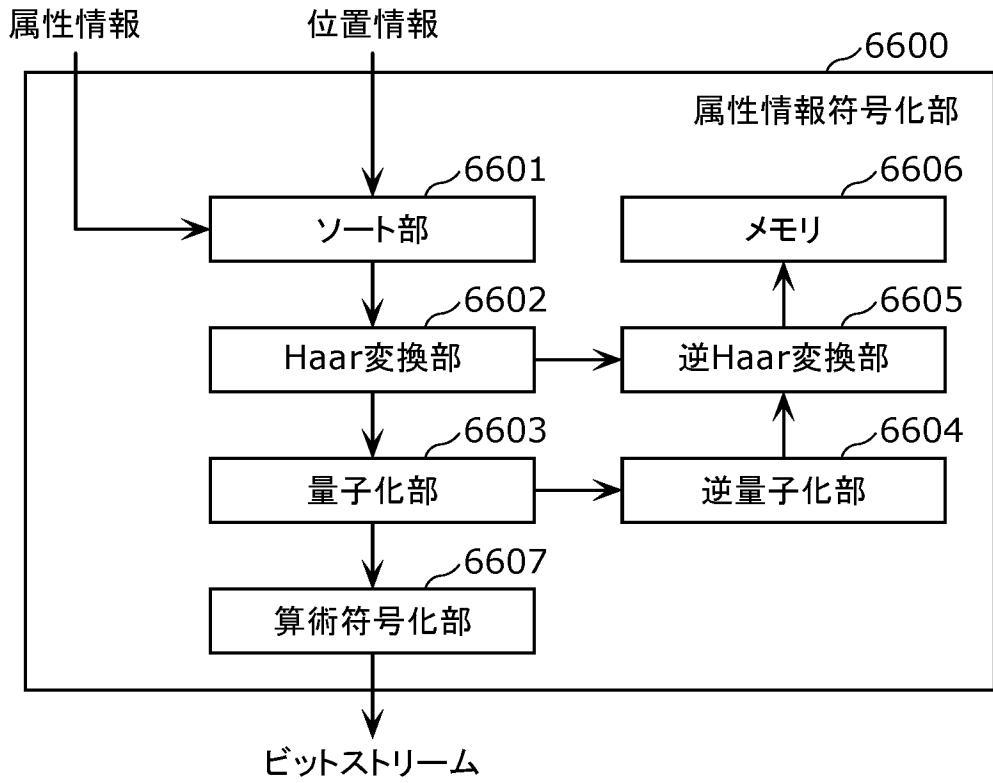 属性情報
位置情報
6600
属性情報符号化部
6601
6606
ソート部
メモリ
6602
6605
Haar変換部
逆Haar変換部
6603
6604
量子化部
逆量子化部
6607
算術符号化部
ビットストリーム